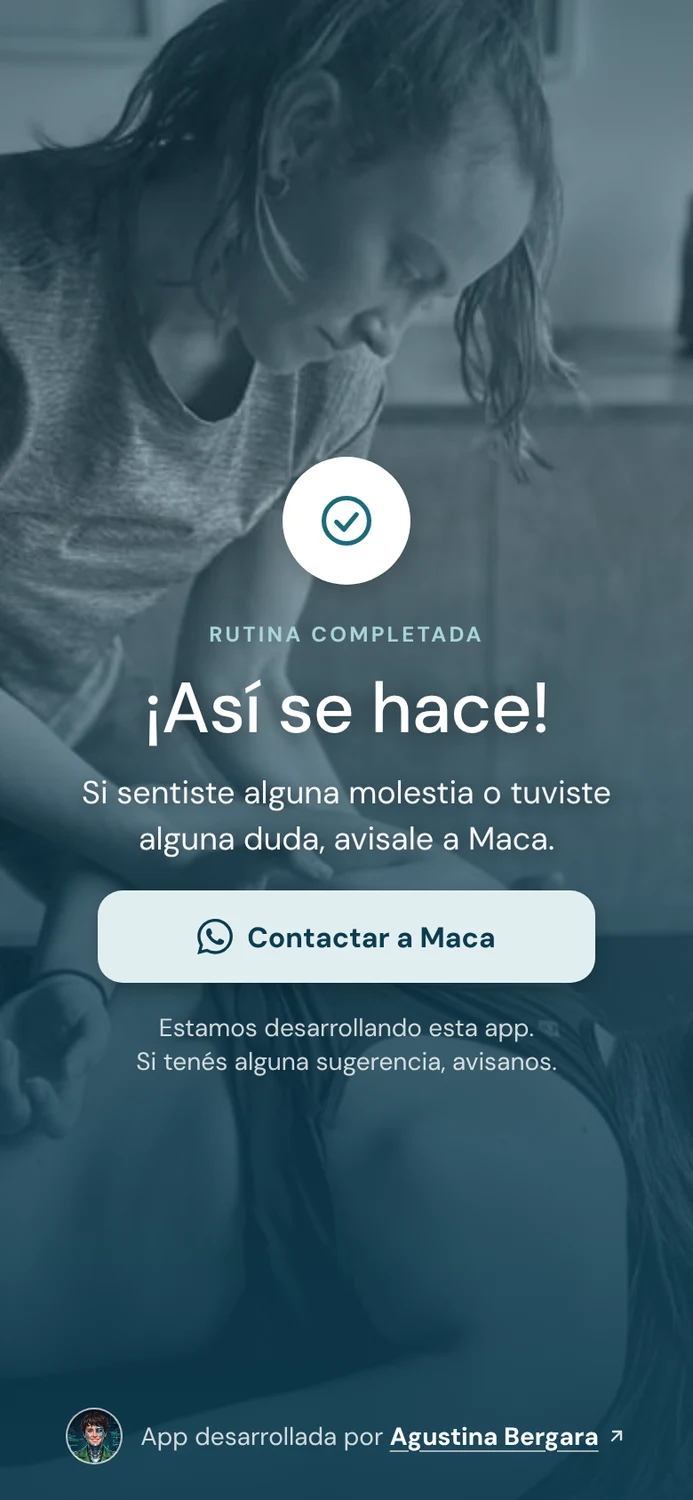 RUTINA COMPLETADA
¡Así se hace!
Si sentiste alguna molestia o tuviste
alguna duda, avisale a Maca.
Contactar a Maca
Estamos desarrollando esta app.
Si tenés alguna sugerencia, avisanos.
App desarrollada por Agustina Bergara ↗